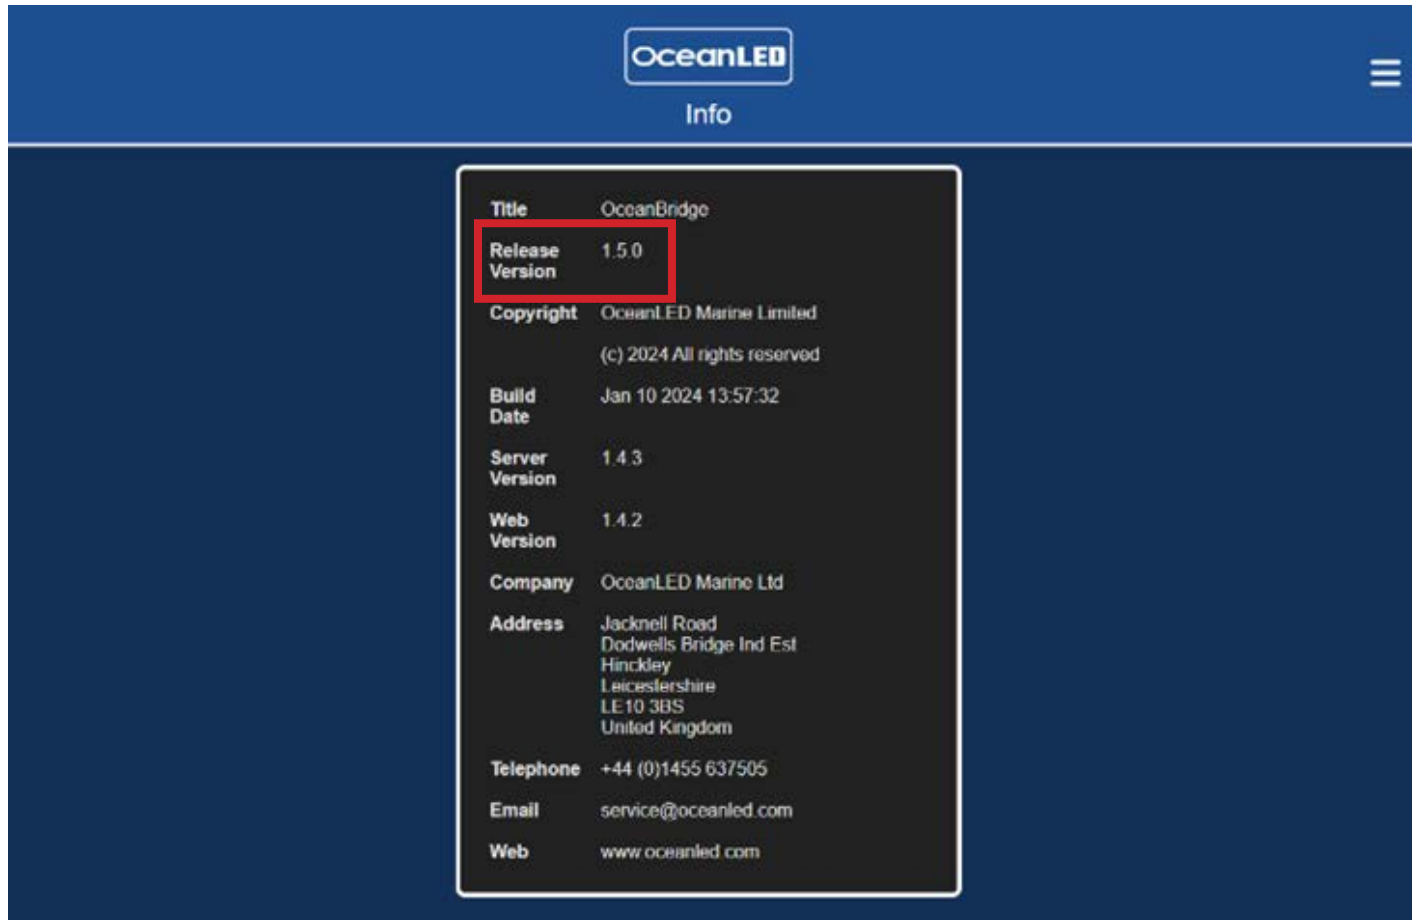 OceanLED
Info
Title OceanBridge
Release 1.5.0
Version
Copyright OceanLED Marine Limited
(c) 2024 All rights reserved
Build Jan 10 2024 13:57:32
Date
Server 1.4.3
Version
Web 1.4.2
Version
Company OceanLED Marine Ltd
Address Jacknell Road
Dodwells Bridge Ind Est
Hinckley
Leicestershire
LE10 3BS
United Kingdom
Telephone +44 (0)1455 637505
Email service@oceanled.com
Web www.oceanled.com